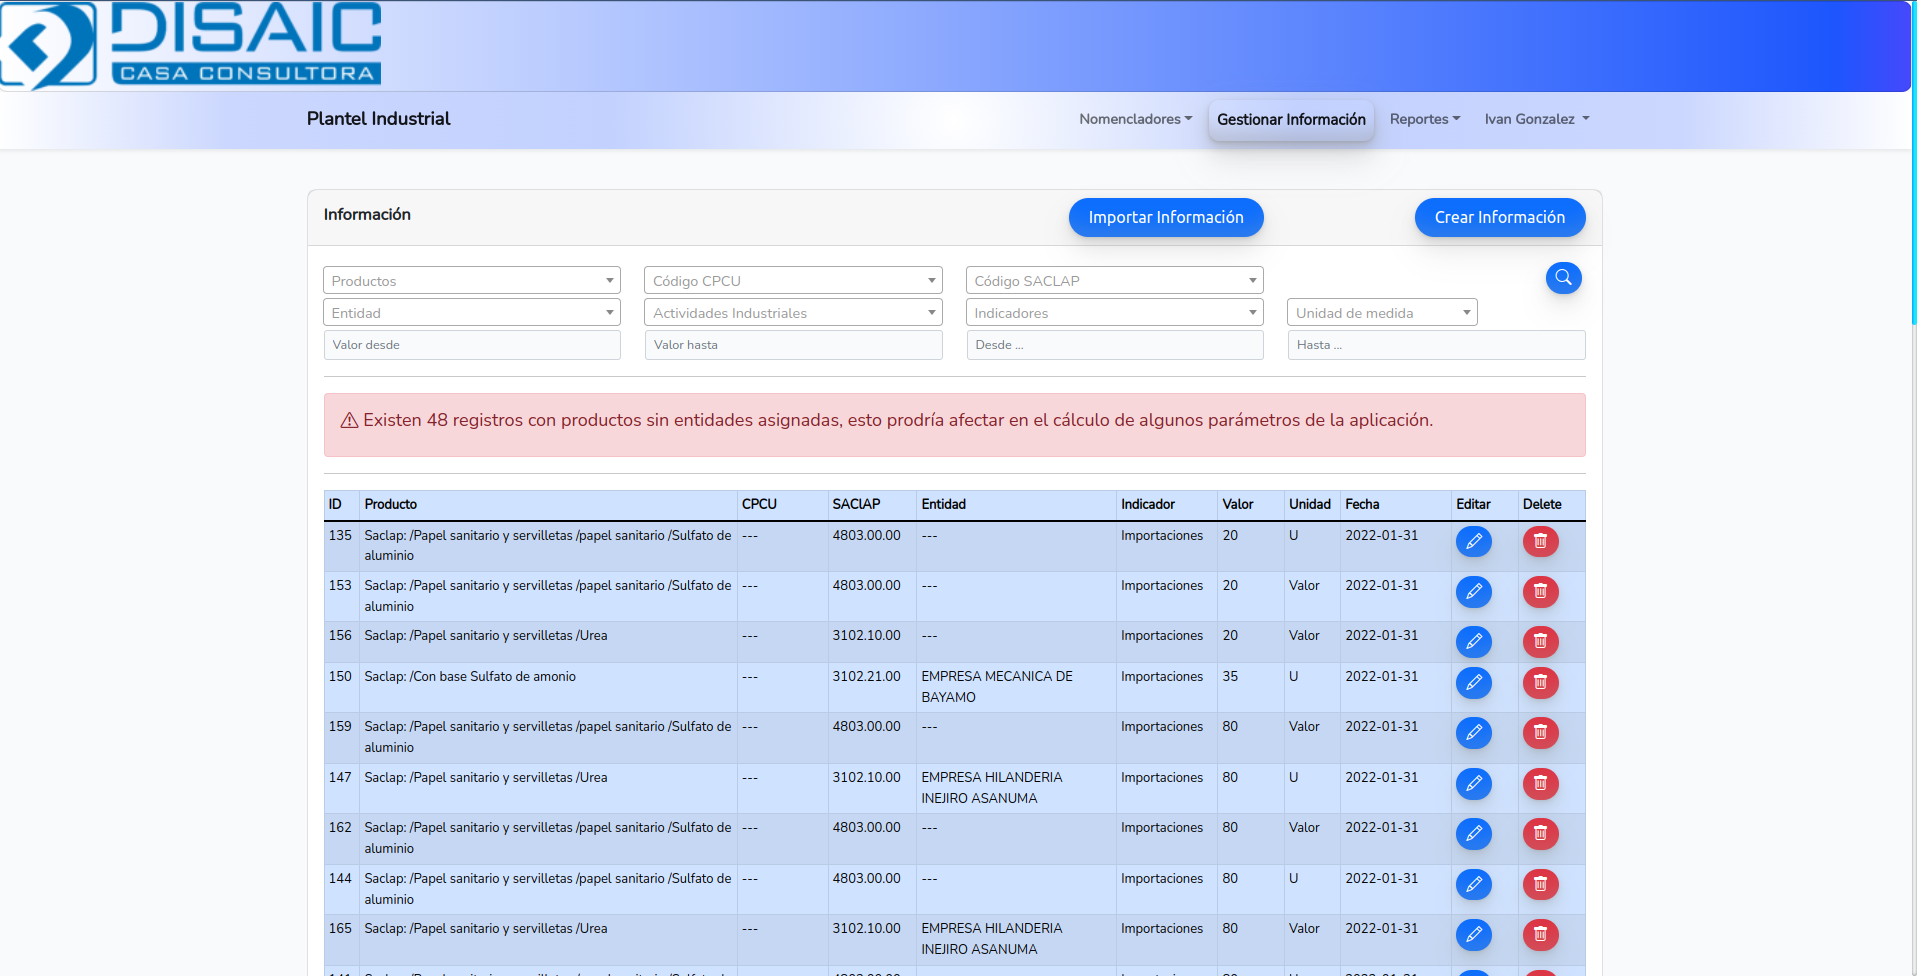 DISAIC
CASA CONSULTORA
Plantel Industrial
Nomencladores
Gestionar Información
Reportes
Ivan Gonzalez
Información
Importar Información
Crear Información
Productos
Código CPCU
Código SACLAP
Entidad
Actividades Industriales
Indicadores
Unidad de medida
Valor desde
Valor hasta
Desde ...
Hasta ...
Existen 48 registros con productos sin entidades asignadas, esto prodría afectar en el cálculo de algunos parámetros de la aplicación.
ID Producto CPCU SAClAP Entidad Indicador Valor Unidad Fecha Editar Delete
135 Saclap: /Papel sanitario y servilletas /papel sanitario /Sulfato de --- 4803.00.00 --- Importaciones 20 U 2022-01-31
aluminio
153 Saclap: /Papel sanitario y servilletas /papel sanitario /Sulfato de --- 4803.00.00 --- Importaciones 20 Valor 2022-01-31
aluminio
156 Saclap: /Papel sanitario y servilletas /Urea --- 3102.10.00 --- Importaciones 20 Valor 2022-01-31
150 Saclap: /Con base Sulfato de amonio --- 3102.21.00 EMPRESA MECANICA DE Importaciones 35 U 2022-01-31
BAYAMO
159 Saclap: /Papel sanitario y servilletas /papel sanitario /Sulfato de --- 4803.00.00 --- Importaciones 80 Valor 2022-01-31
aluminio
147 Saclap: /Papel sanitario y servilletas /Urea --- 3102.10.00 EMPRESA HILANDERIA Importaciones 80 U 2022-01-31
INEJIRO ASANUMA
162 Saclap: /Papel sanitario y servilletas /papel sanitario /Sulfato de --- 4803.00.00 --- Importaciones 80 Valor 2022-01-31
aluminio
144 Saclap: /Papel sanitario y servilletas /papel sanitario /Sulfato de --- 4803.00.00 --- Importaciones 80 U 2022-01-31
aluminio
165 Saclap: /Papel sanitario y servilletas /Urea --- 3102.10.00 EMPRESA HILANDERIA Importaciones 80 Valor 2022-01-31
INEJIRO ASANUMA